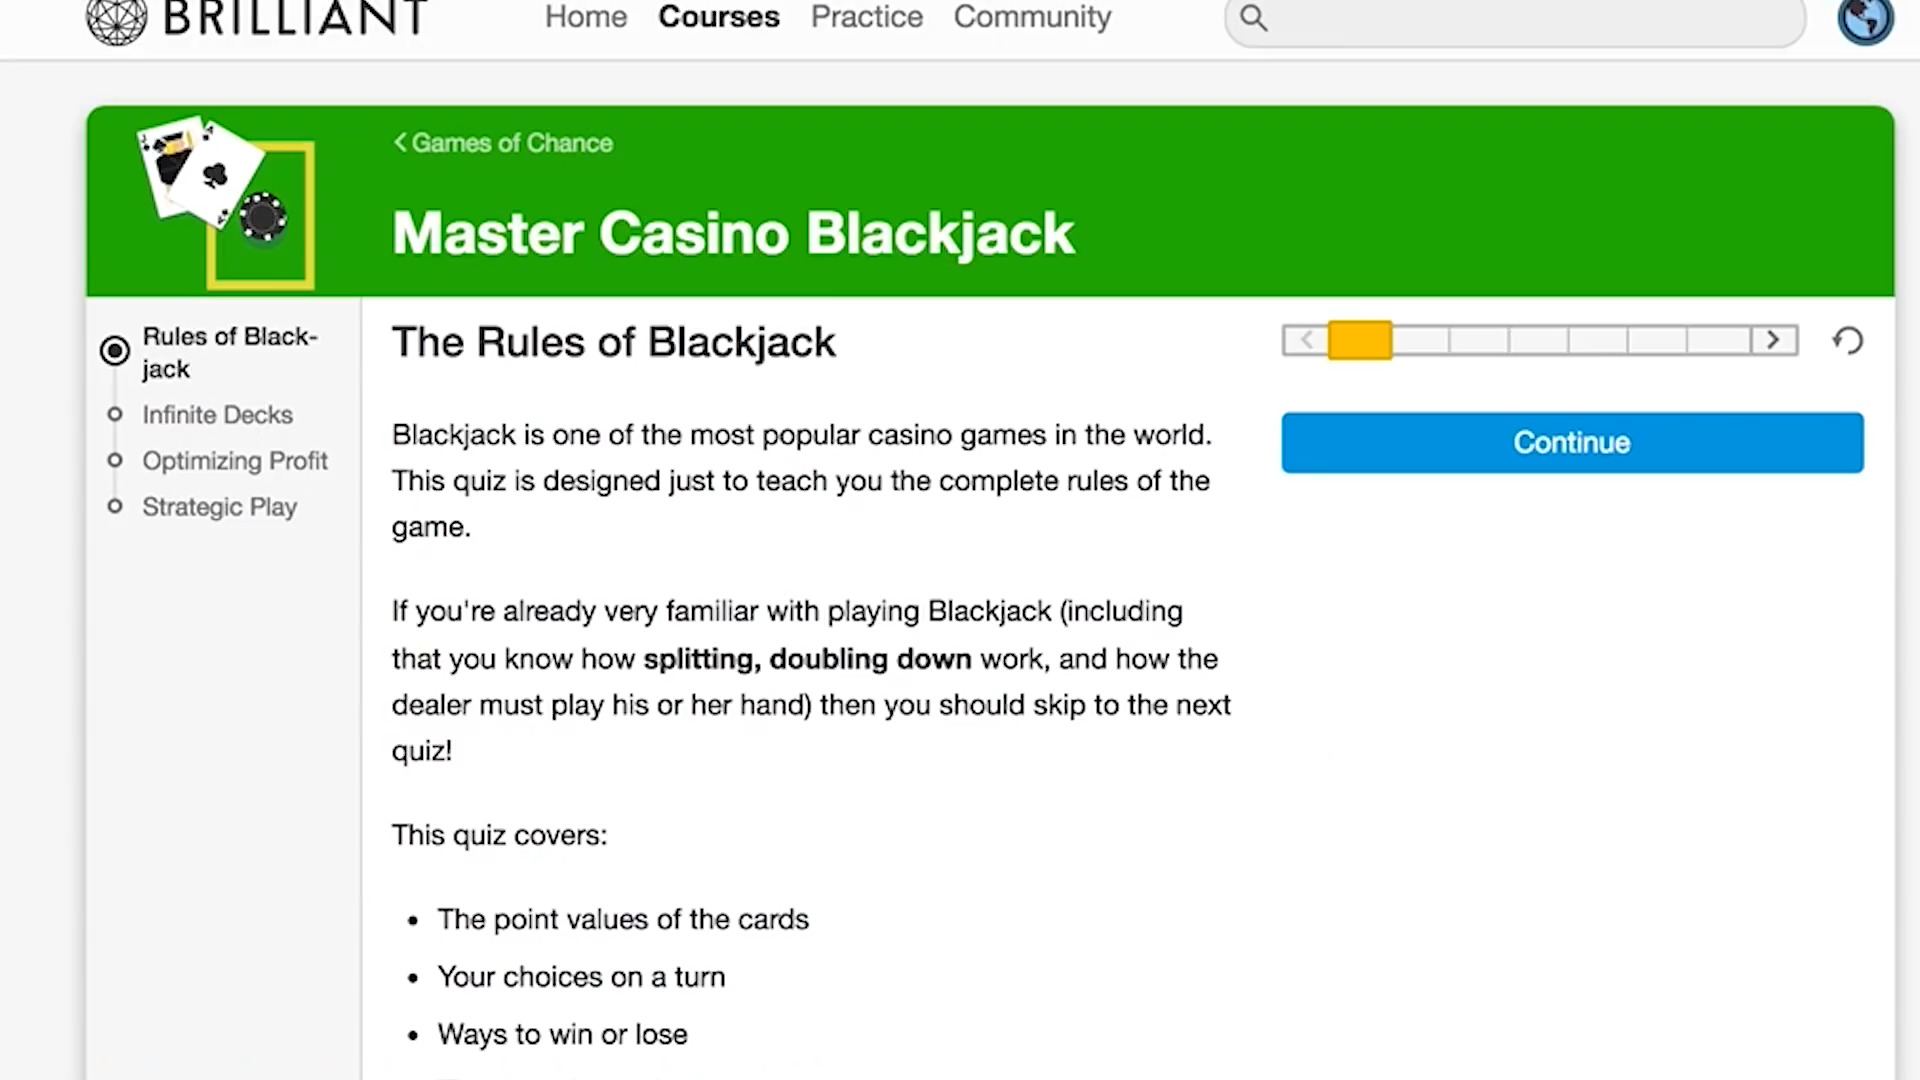 BRILLIANT
Home Courses Practice Community
Games of Chance
Master Casino Blackjack
Rules of Black-
jack
Infinite Decks
Optimizing Profit
Strategic Play
The Rules of Blackjack
Blackjack is one of the most popular casino games in the world.
This quiz is designed just to teach you the complete rules of the
game.
If you're already very familiar with playing Blackjack (including
that you know how splitting, doubling down work, and how the
dealer must play his or her hand) then you should skip to the next
quiz!
This quiz covers:
• The point values of the cards
• Your choices on a turn
• Ways to win or lose
Continue